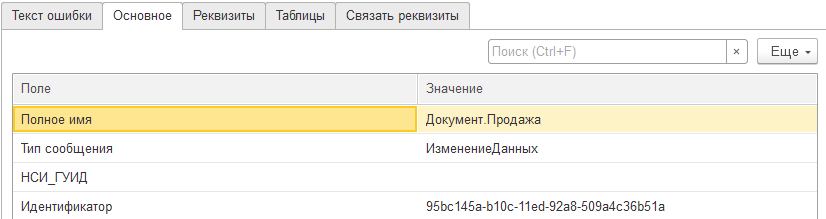 Текст ошибки Основное Реквизиты Таблицы Связать реквизиты
Поиск (Ctrl+F) × Еще
Поле Значение
Полное имя Документ.Продажа
Тип сообщения ИзменениеДанных
НСИ_ГУИД
Идентификатор 95bc145a-b10c-11ed-92a8-509a4c36b51a